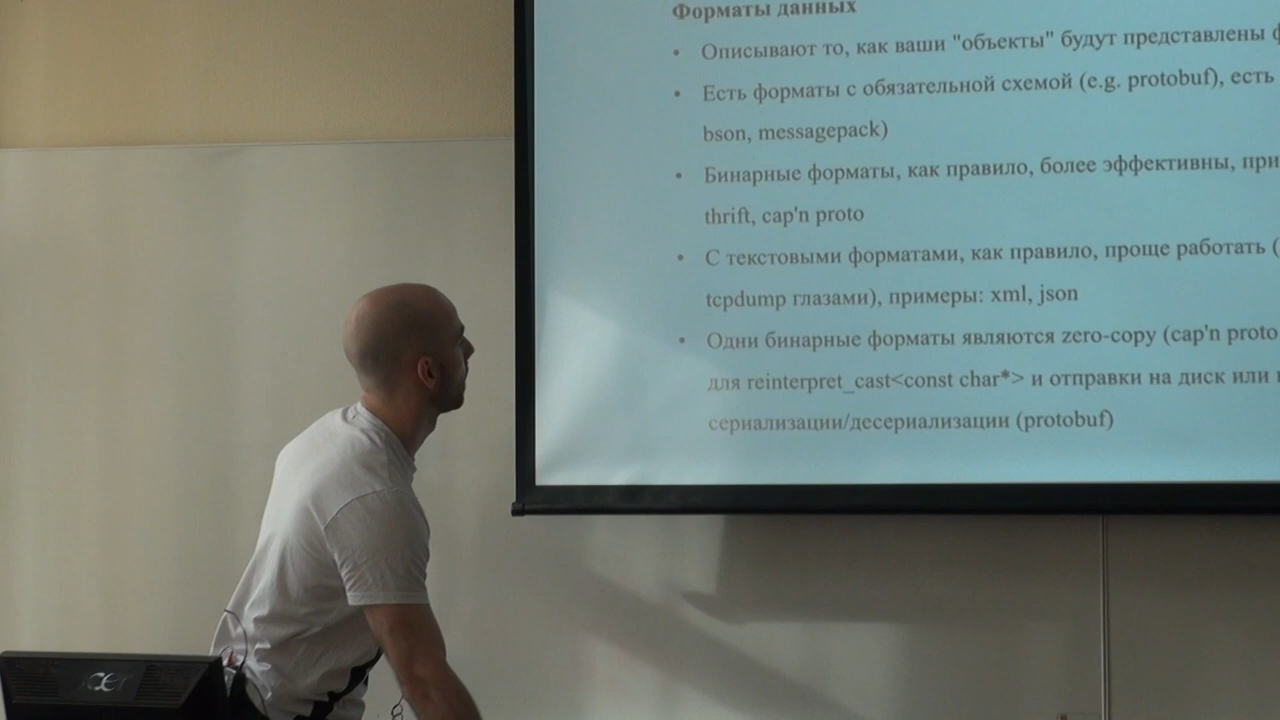 Форматы данных
• Описывают то, как ваши "объекты" будут представлены ф
• Есть форматы с обязательной схемой (e.g. protobuf), есть
bson, messagepack)
• Бинарные форматы, как правило, более эффективны, при
thrift, cap'n proto
• С текстовыми форматами, как правило, проще работать (
tcpdump глазами), примеры: xml, json
• Одни бинарные форматы являются zero-copy (cap'n proto
для reinterpret_cast<const char*> и отправки на диск или
сериализации/десериализации (protobuf)
acer